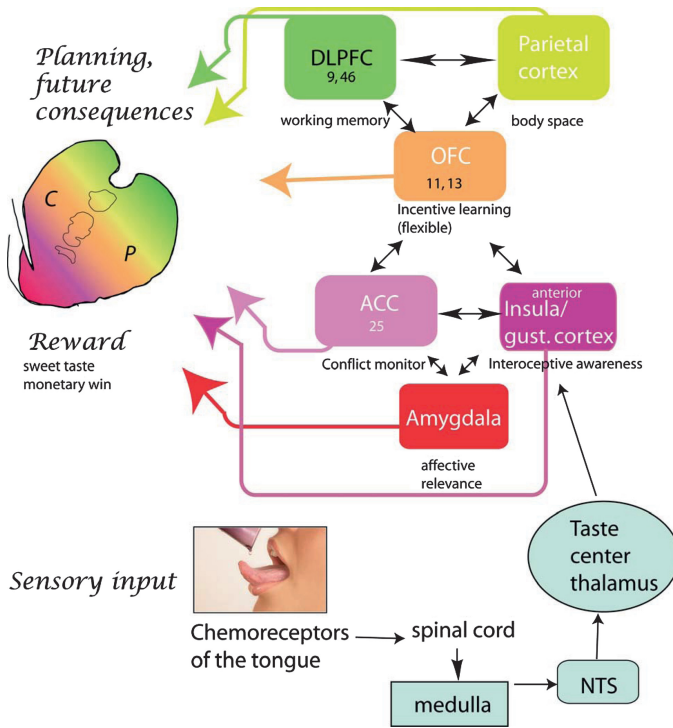 Planning,
future
consequences
DLPFC
9, 46
working memory
Parietal
cortex
body space
OFC
11, 13
Incentive learning
(flexible)
C
P
ACC
25
Conflict monitor
anterior
Insula/
gust. cortex
Interoceptive awareness
Reward
sweet taste
monetary win
Amygdala
affective
relevance
Taste
center
thalamus
Sensory input
Chemoreceptors
of the tongue
spinal cord
medulla
NTS